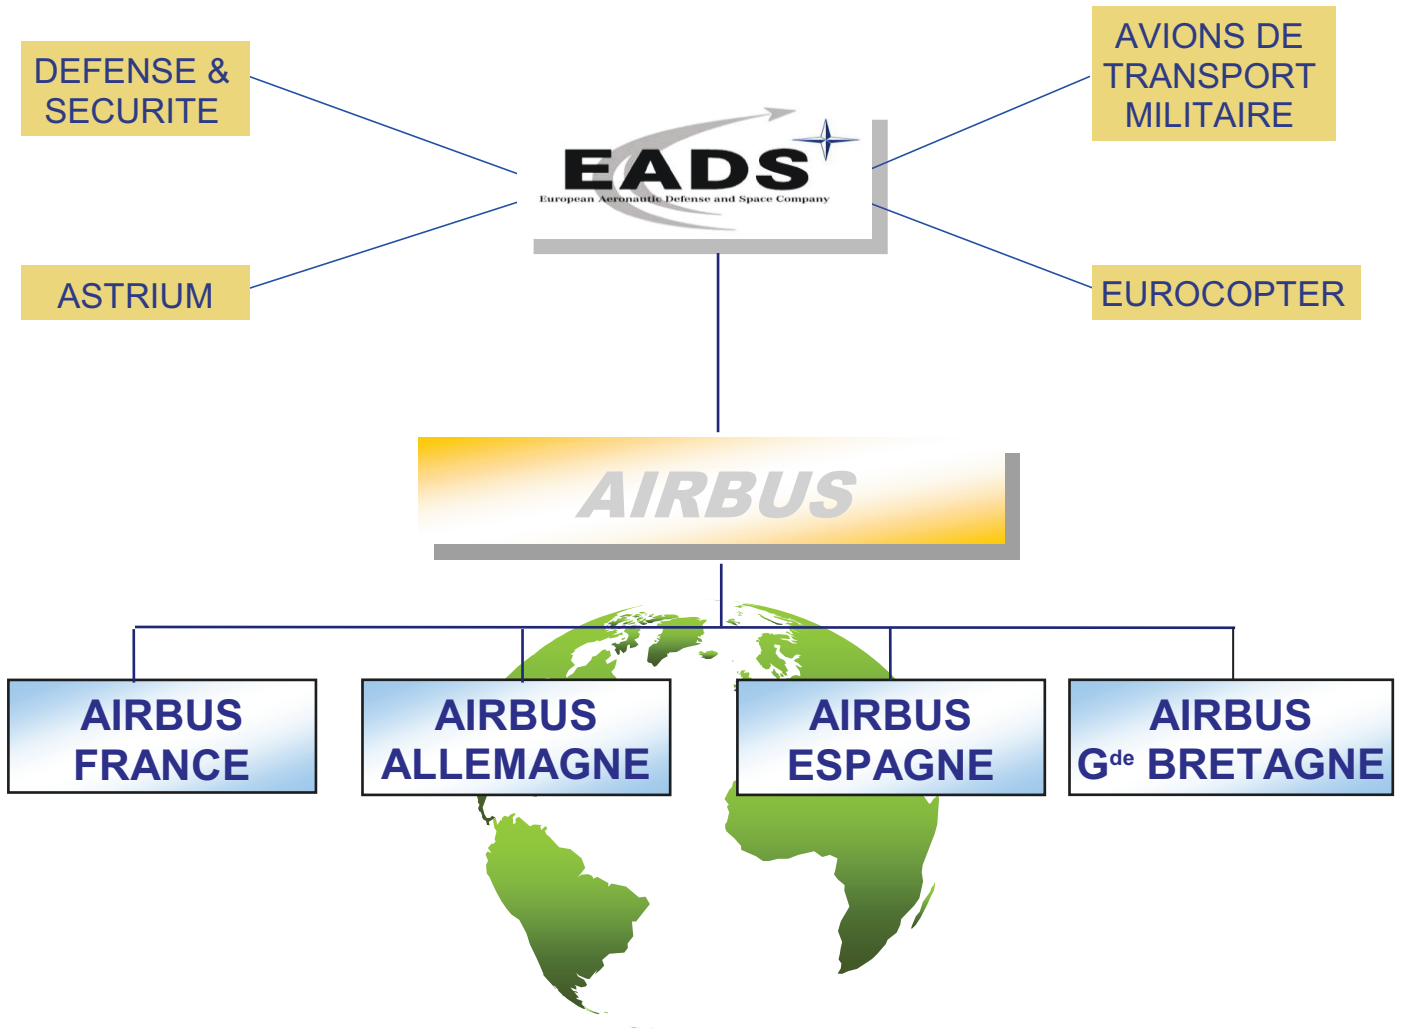 DEFENSE &
SECURITE
AVIONS DE
TRANSPORT
MILITAIRE
EADS
European Aeronautic Defense and Space Company
ASTRIUM
EUROCOPTER
AIRBUS
AIRBUS
FRANCE
AIRBUS
ALLEMAGNE
AIRBUS
ESPAGNE
AIRBUS
Gde BRETAGNE